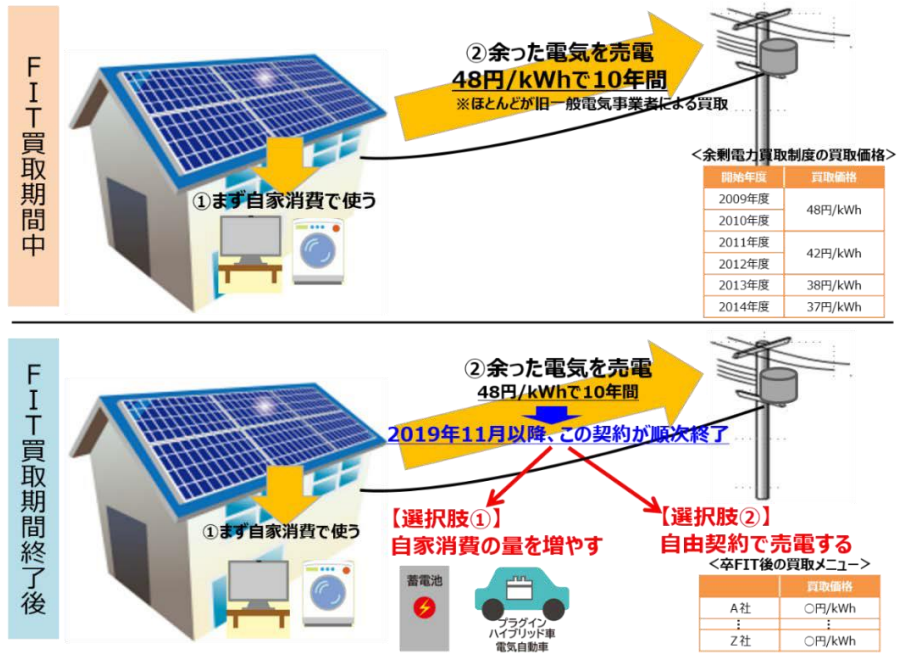 FIT買取期間中
②余った電気を売電
48円/kWhで10年間
※ほとんどが旧一般電気事業者による買取
①まず自家消費で使う
＜余剰電力買取制度の買取価格＞
開始年度 買取価格
2009年度 48円/kWh
2010年度
2011年度 42円/kWh
2012年度
2013年度 38円/kWh
2014年度 37円/kWh
FIT買取期間終了後
②余った電気を売電
48円/kWhで10年間
2019年11月以降、この契約が順次終了
①まず自家消費で使う
【選択肢①】
自家消費の量を増やす
蓄電池
プラグイン
ハイブリッド車
電気自動車
【選択肢②】
自由契約で売電する
＜卒FIT後の買取メニュー＞
買取価格
A社 〇円/kWh
⋮ ⋮
Z社 〇円/kWh